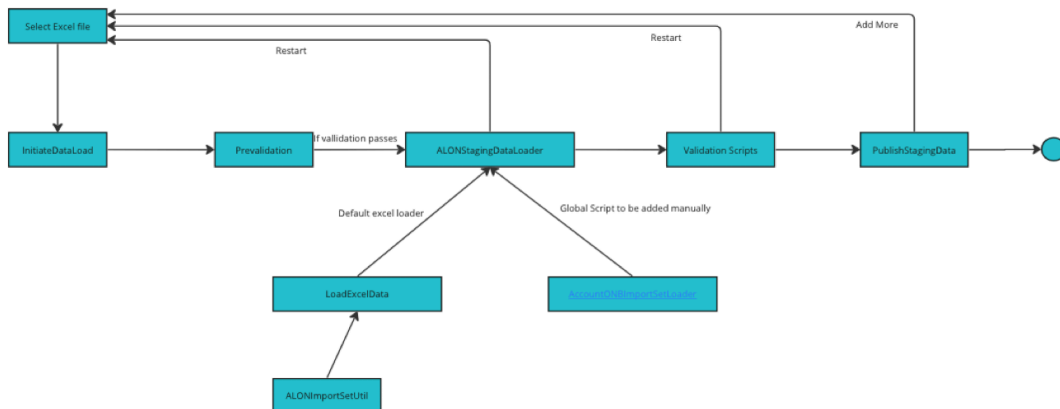 Select Excel file
Add More
Restart
Restart
InitiateDataLoad
Prevalidation
If vallidation passes
ALONStagingDataLoader
Validation Scripts
PublishStagingData
Default excel loader
Global Script to be added manually
LoadExcelData
AccountONBImportSetLoader
ALONImportSetUtil